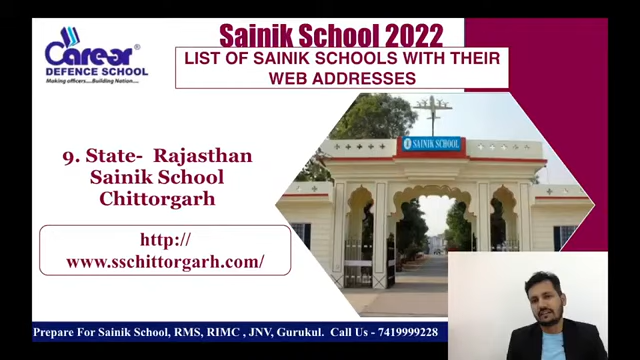 Sainik School 2022
Carear®
DEFENCE SCHOOL
Making officers....Building Nation....
LIST OF SAINIK SCHOOLS WITH THEIR
WEB ADDRESSES
SAINIK SCHOOL
9. State- Rajasthan
Sainik School
Chittorgarh
http://
www.sschittorgarh.com/
Prepare For Sainik School, RMS, RIMC , JNV, Gurukul. Call Us - 7419999228